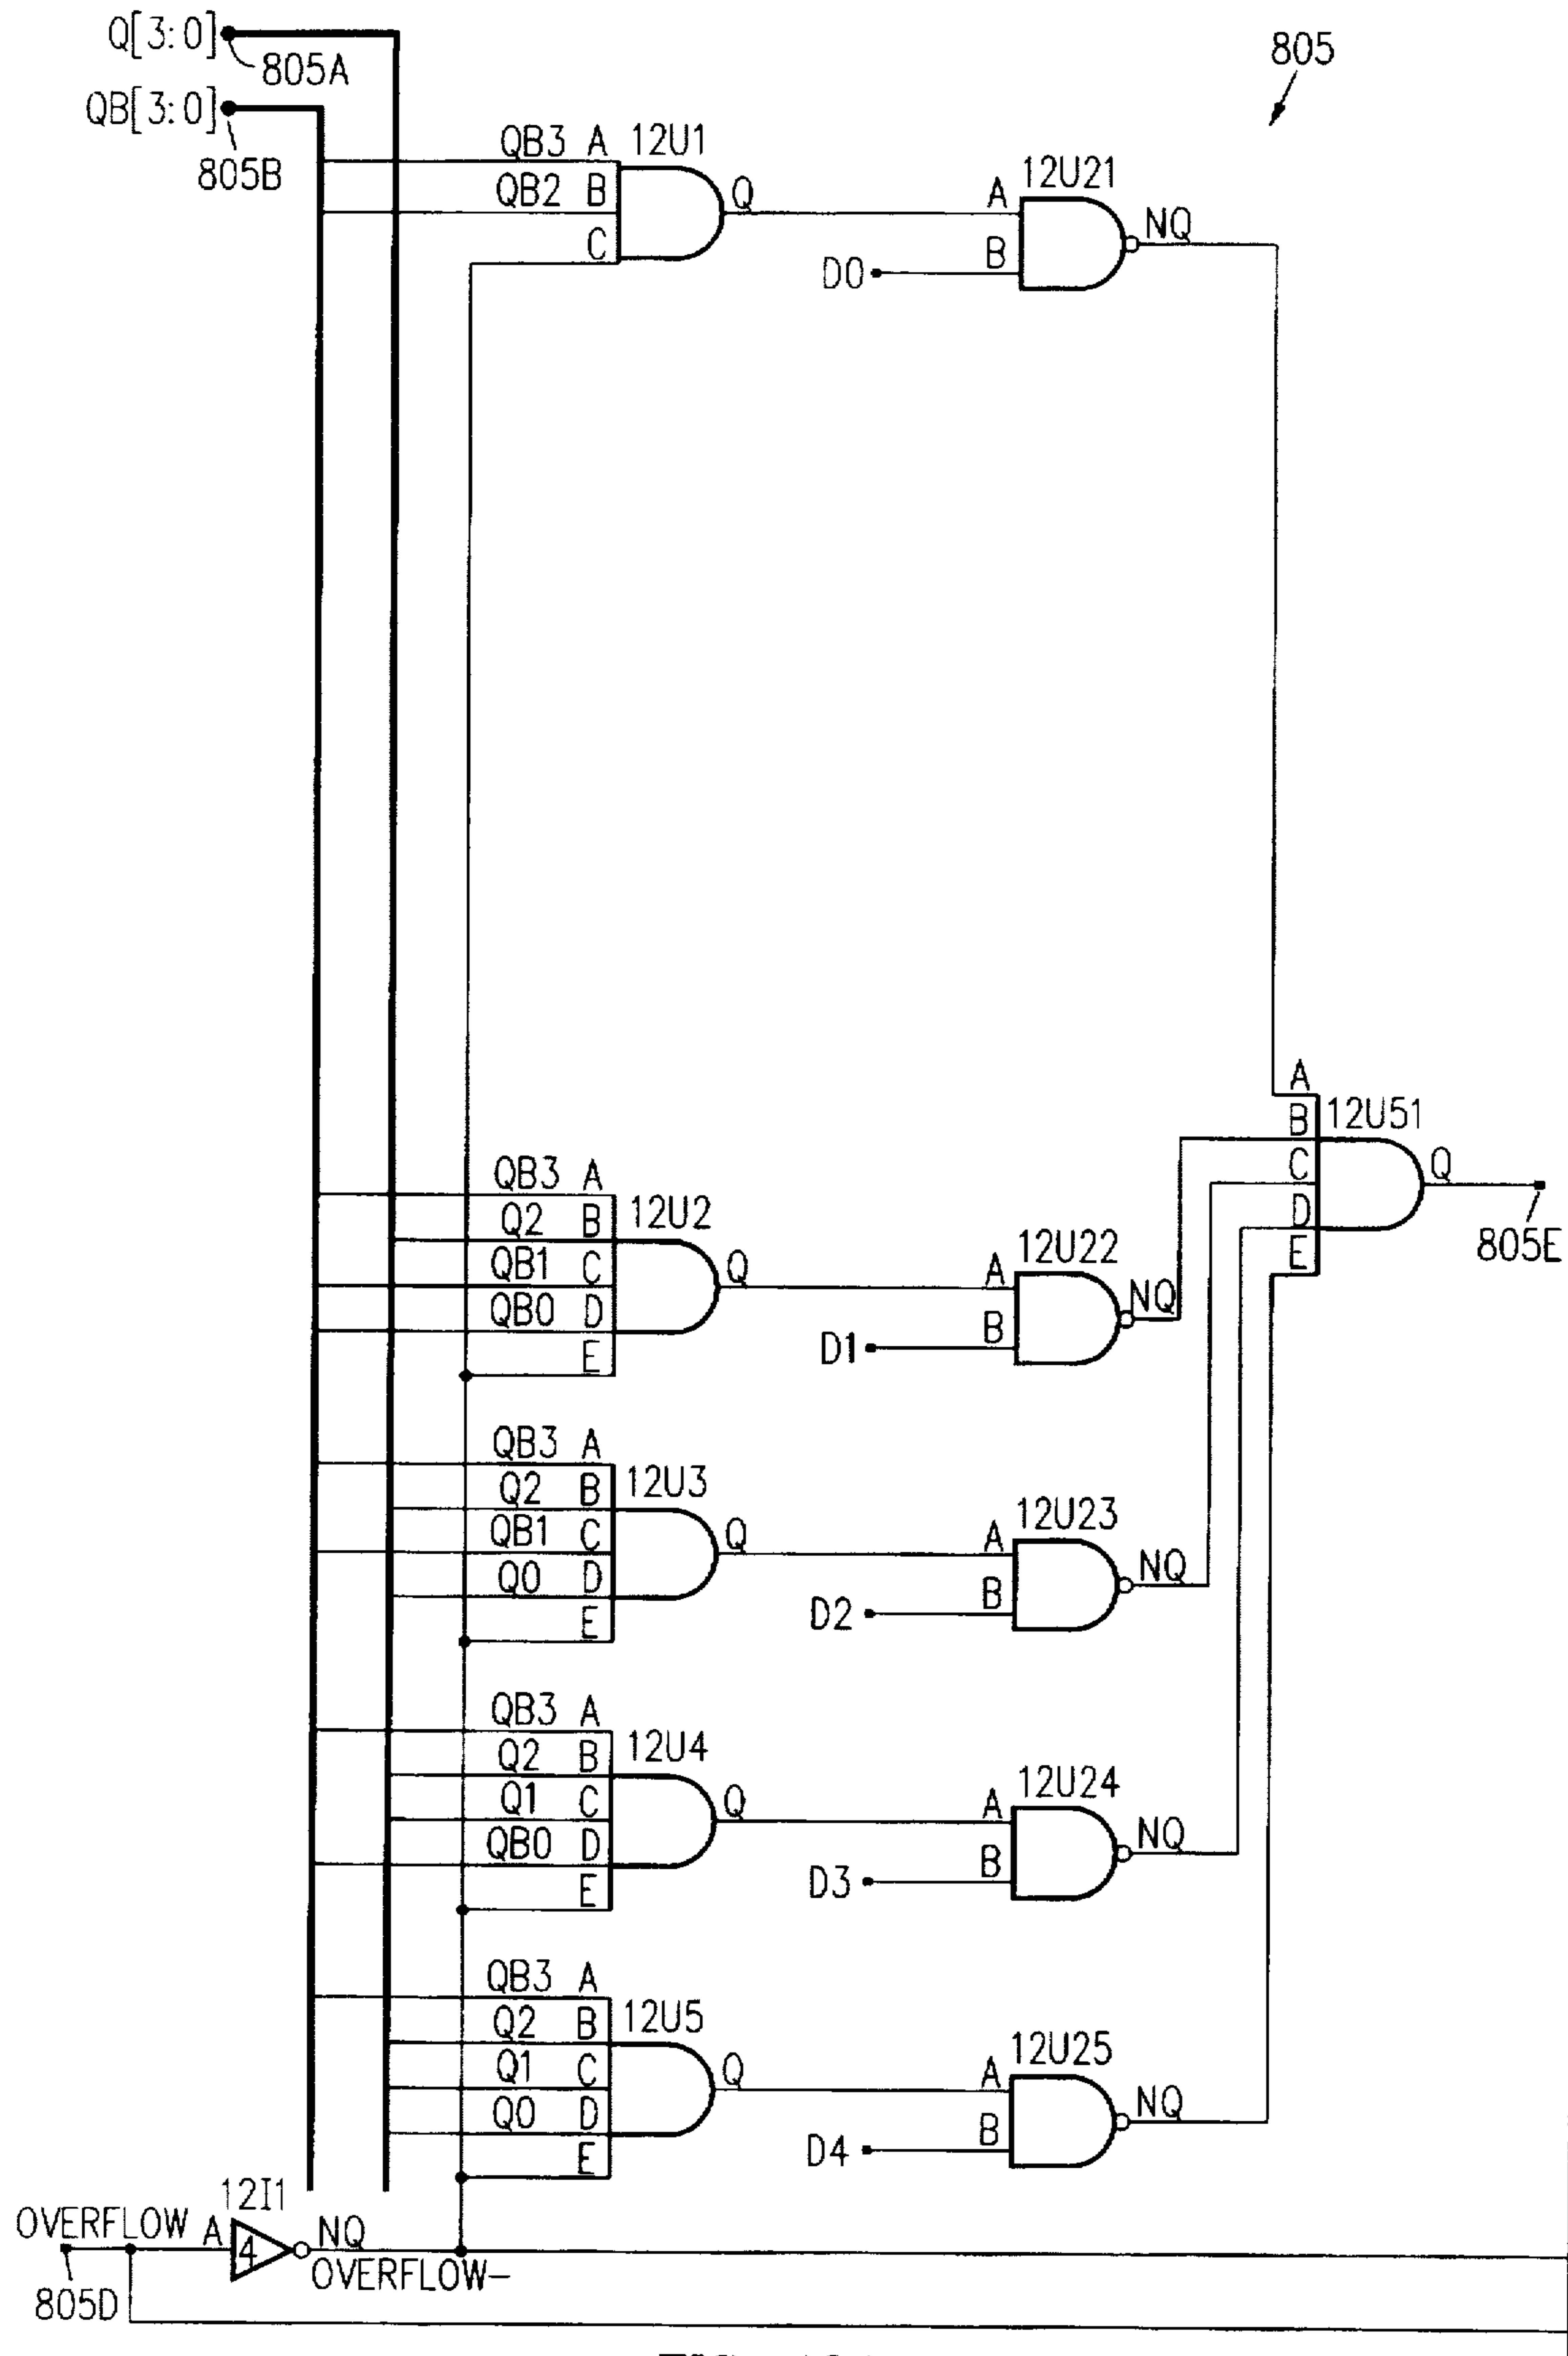 Q[3:0]
805A
805
QB[3:0]
805B
QB3 A 12U1
QB2 B Q
C
12U21
A
NQ
D0 B
A
B 12U51
C Q
D
E
805E
QB3 A
Q2 B 12U2
QB1 C Q
QB0 D
E
12U22
A
NQ
D1 B
QB3 A
Q2 B 12U3
QB1 C Q
Q0 D
E
12U23
A
NQ
D2 B
QB3 A
Q2 B 12U4
Q1 C Q
QB0 D
E
12U24
A
NQ
D3 B
QB3 A
Q2 B 12U5
Q1 C Q
Q0 D
E
12U25
A
NQ
D4 B
12I1
OVERFLOW A 4 NQ
OVERFLOW–
805D